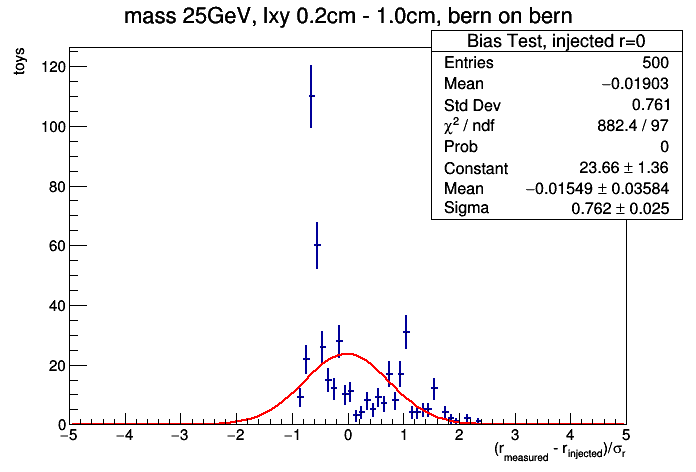 mass 25GeV, lxy 0.2cm - 1.0cm, bern on bern
Bias Test, injected r=0
Entries 500
Mean −0.01903
Std Dev 0.761
χ² / ndf 882.4 / 97
Prob 0
Constant 23.66 ± 1.36
Mean −0.01549 ± 0.03584
Sigma 0.762 ± 0.025
toys
120
100
80
60
40
20
0
−5 −4 −3 −2 −1 0 1 2 3 4 5
(r_measured - r_injected)/σ_r